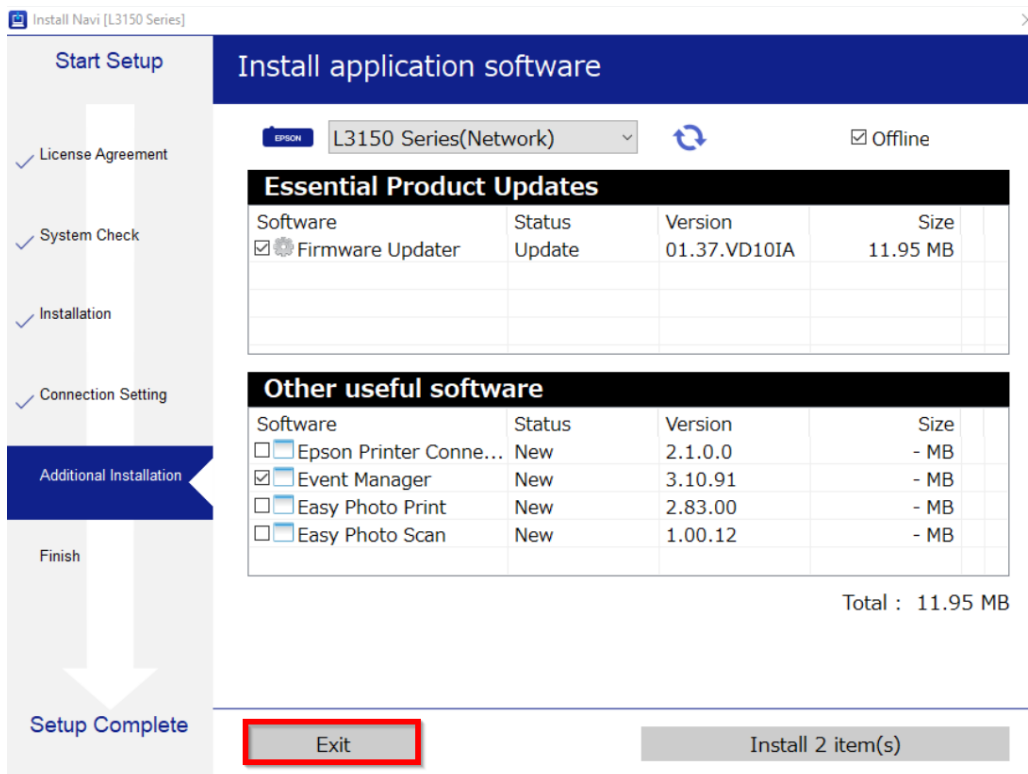 Install Navi [L3150 Series]
Start Setup
License Agreement
System Check
Installation
Connection Setting
Additional Installation
Finish
Setup Complete
Install application software
EPSON L3150 Series(Network) Offline
Essential Product Updates
Software Status Version Size
Firmware Updater Update 01.37.VD10IA 11.95 MB
Other useful software
Software Status Version Size
Epson Printer Conne... New 2.1.0.0 - MB
Event Manager New 3.10.91 - MB
Easy Photo Print New 2.83.00 - MB
Easy Photo Scan New 1.00.12 - MB
Total : 11.95 MB
Exit Install 2 item(s)